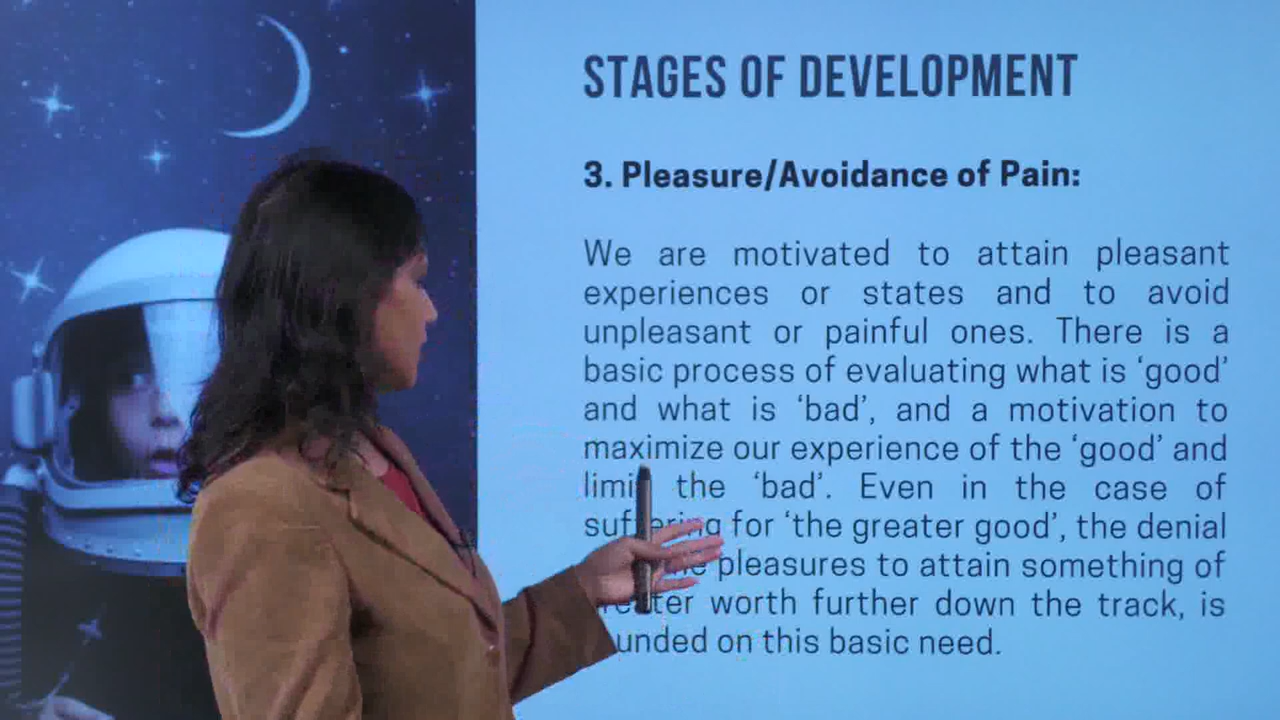 STAGES OF DEVELOPMENT
3. Pleasure/Avoidance of Pain:
We are motivated to attain pleasant
experiences or states and to avoid
unpleasant or painful ones. There is a
basic process of evaluating what is ‘good’
and what is ‘bad’, and a motivation to
maximize our experience of the ‘good’ and
limit the ‘bad’. Even in the case of
suffering for ‘the greater good’, the denial
pleasures to attain something of
greater worth further down the track, is
on this basic need.